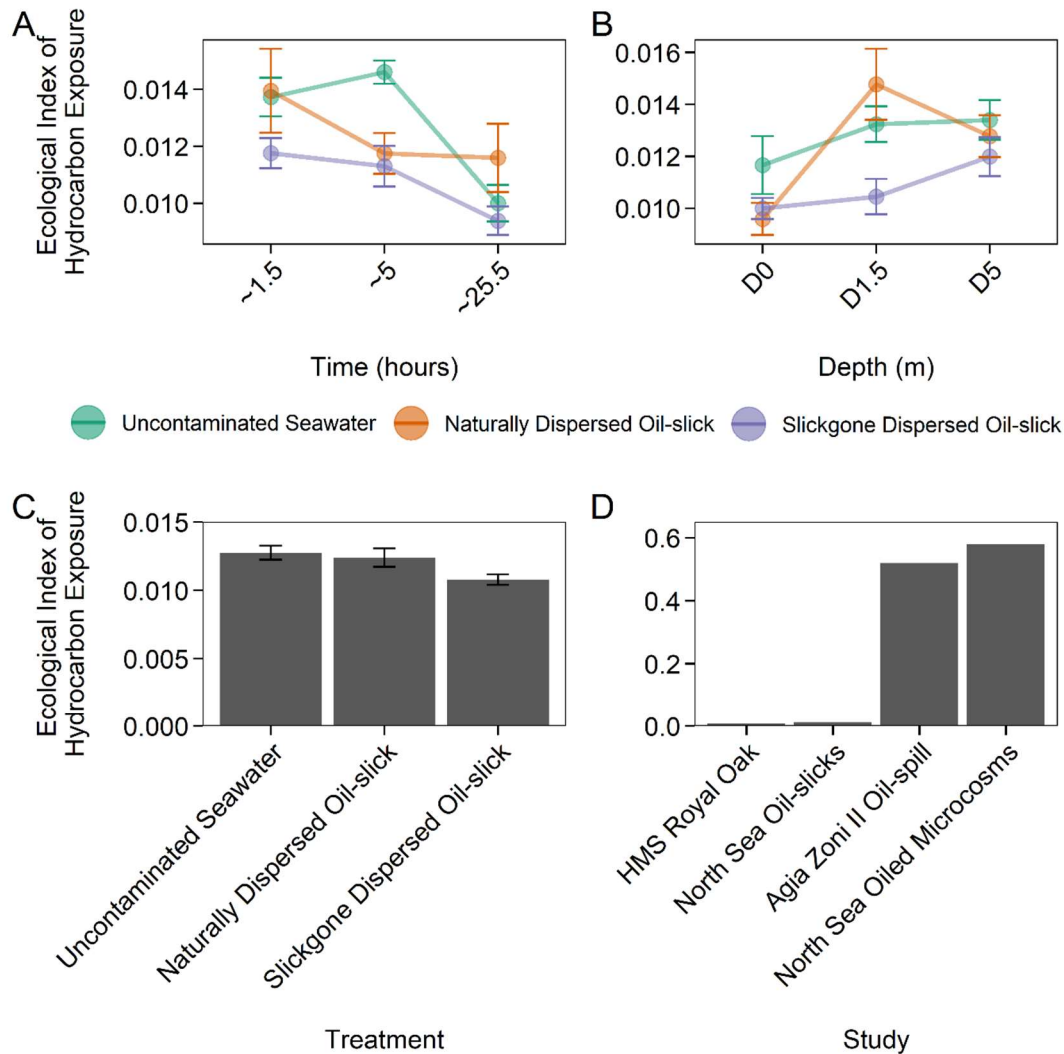 A
Ecological Index of
Hydrocarbon Exposure
0.014
0.012
0.010
~1.5
~5
~25.5
Time (hours)
B
0.016
0.014
0.012
0.010
D0
D1.5
D5
Depth (m)
Uncontaminated Seawater
Naturally Dispersed Oil-slick
Slickgone Dispersed Oil-slick
C
Ecological Index of
Hydrocarbon Exposure
0.015
0.010
0.005
0.000
Uncontaminated Seawater
Naturally Dispersed Oil-slick
Slickgone Dispersed Oil-slick
Treatment
D
0.6
0.4
0.2
0.0
HMS Royal Oak
North Sea Oil-slicks
Agia Zoni II Oil-spill
North Sea Oiled Microcosms
Study